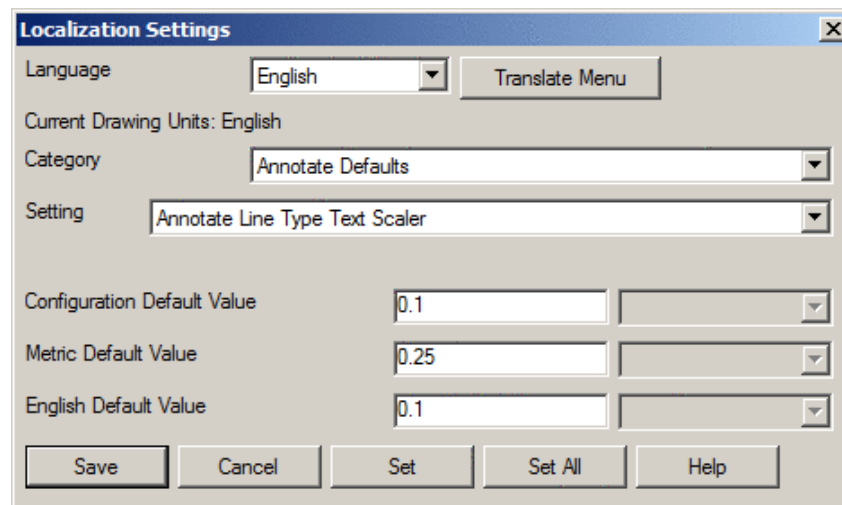 Localization Settings
Language English Translate Menu
Current Drawing Units: English
Category Annotate Defaults
Setting Annotate Line Type Text Scaler
Configuration Default Value 0.1
Metric Default Value 0.25
English Default Value 0.1
Save Cancel Set Set All Help